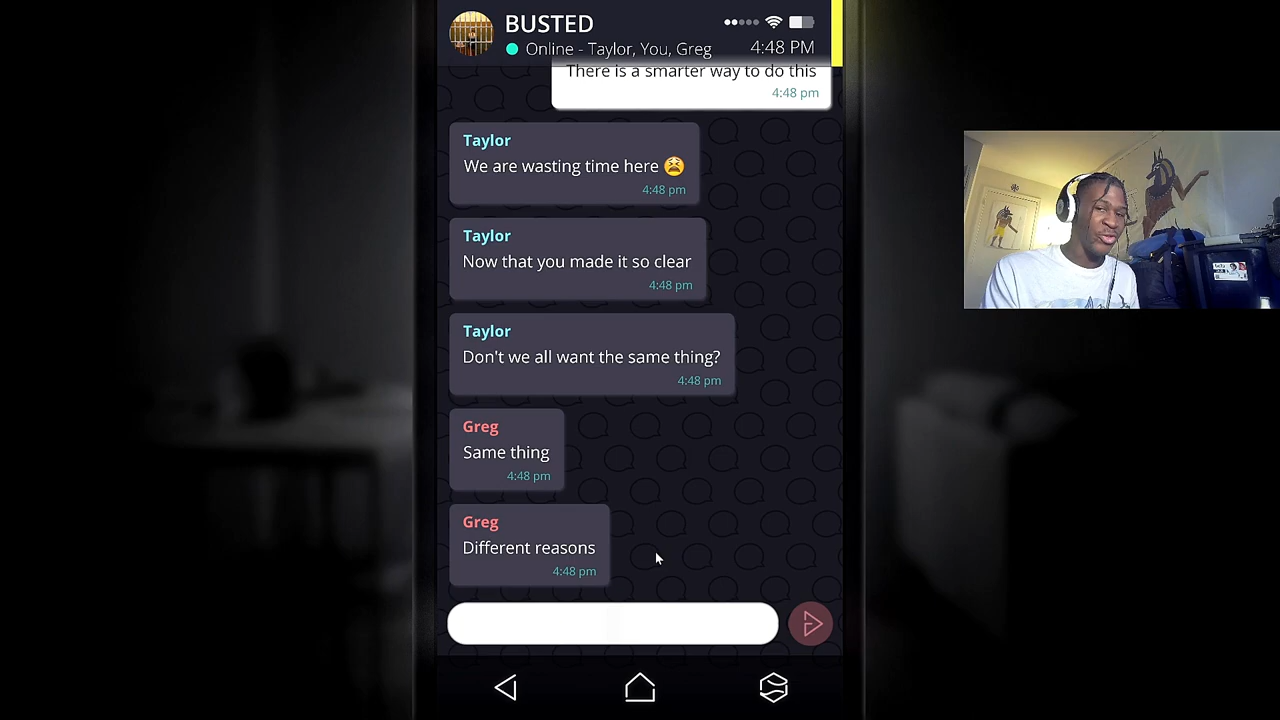 BUSTED
Online - Taylor, You, Greg
4:48 PM
There is a smarter way to do this
4:48 pm
Taylor
We are wasting time here 😫
4:48 pm
Taylor
Now that you made it so clear
4:48 pm
Taylor
Don't we all want the same thing?
4:48 pm
Greg
Same thing
4:48 pm
Greg
Different reasons
4:48 pm